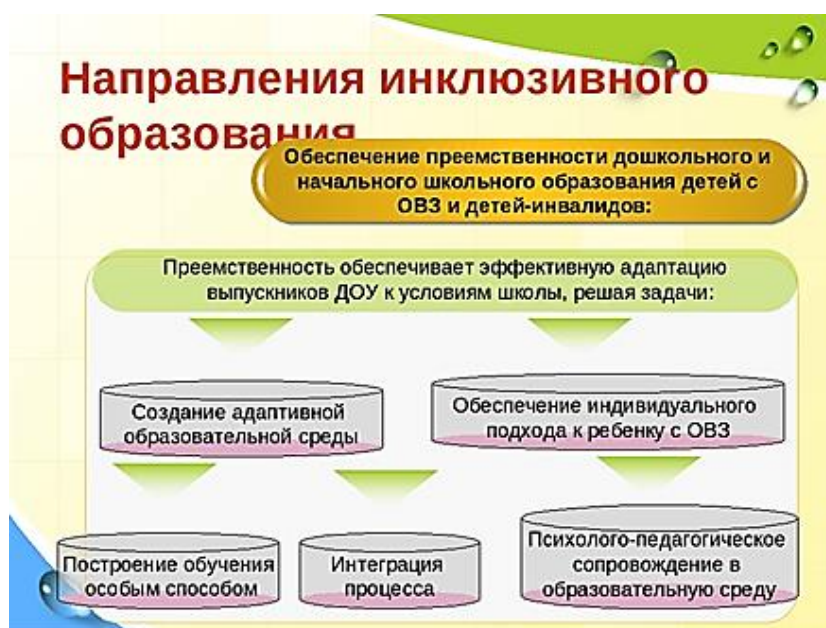 Направления инклюзивного
образования
Обеспечение преемственности дошкольного и
начального школьного образования детей с
ОВЗ и детей-инвалидов:
Преемственность обеспечивает эффективную адаптацию
выпускников ДОУ к условиям школы, решая задачи:
Создание адаптивной
образовательной среды
Обеспечение индивидуального
подхода к ребенку с ОВЗ
Построение обучения
особым способом
Интеграция
процесса
Психолого-педагогическое
сопровождение в
образовательную среду